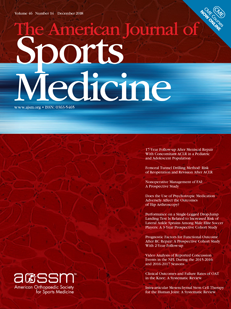 Volume 46 Number 14 December 2018
CME
NOW ONLINE
The American Journal of
Sports
Medicine
www.ajsm.org • ISSN: 0363-5465
17-Year Follow-up After Meniscal Repair
With Concomitant ACLR in a Pediatric
and Adolescent Population
Femoral Tunnel Drilling Method: Risk
of Reoperation and Revision After ACLR
Nonoperative Management of
A Prospective Study
Does the Use of Psychotropic Medication
Adversely Affect the Outcomes
of Hip Arthroscopy?
Performance on a Single-Legged Drop-Jump
Landing Test Is Related to Increased Risk of
Lateral Ankle Sprains Among Male Elite Soccer
Players: A 3-Year Prospective Cohort Study
Prognostic Factors for Functional Outcome
After RC Repair: A Prospective Cohort Study
With 2-Year Follow-up
Video Analysis of Reported Concussion
Events in the NFL During the 2015-2016
and 2016-2017 Seasons
Clinical Outcomes and Failure Rates of OAT
in the Knee: A Systematic Review
Intra-articular Mesenchymal Stem Cell Therapy
for the Human Joint: A Systematic Review
aossm
American Orthopaedic Society
for Sports Medicine